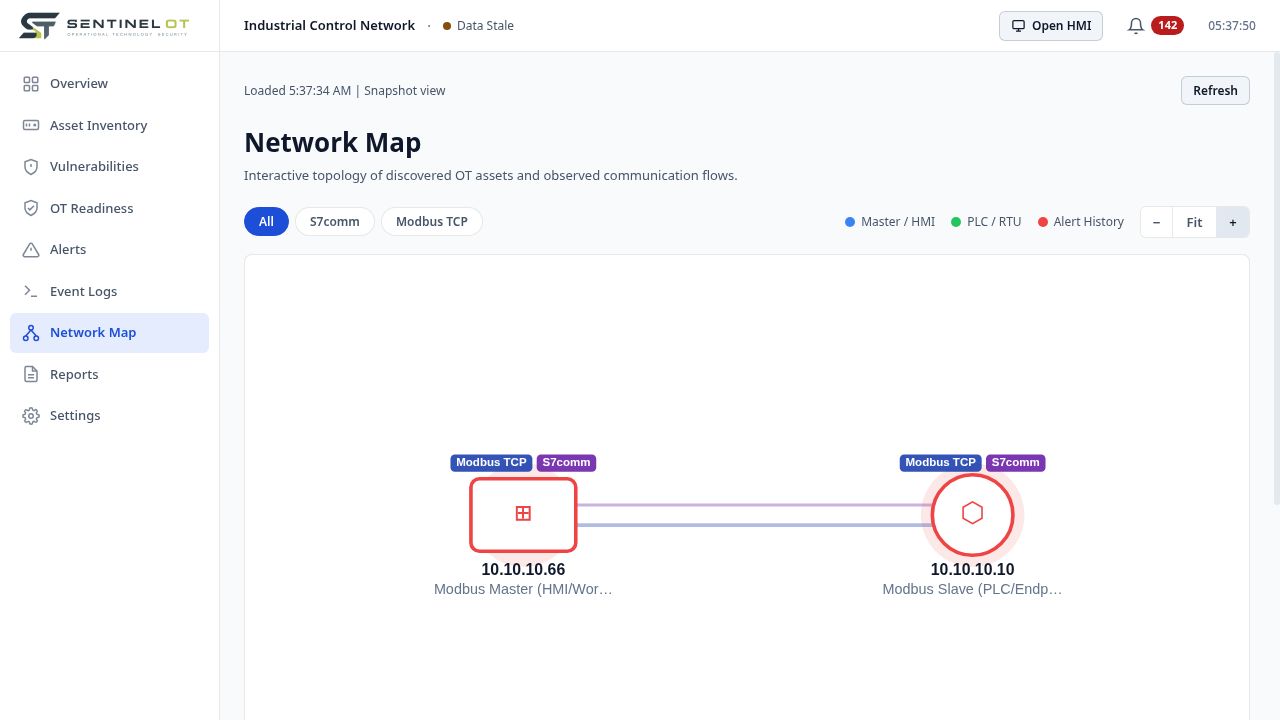 SENTINEL OT
OPERATIONAL TECHNOLOGY SECURITY
Industrial Control Network · Data Stale
Open HMI
142
05:37:50
Overview
Asset Inventory
Vulnerabilities
OT Readiness
Alerts
Event Logs
Network Map
Reports
Settings
Loaded 5:37:34 AM | Snapshot view
Refresh
Network Map
Interactive topology of discovered OT assets and observed communication flows.
All S7comm Modbus TCP
Master / HMI PLC / RTU Alert History
− Fit +
Modbus TCP S7comm
10.10.10.66
Modbus Master (HMI/Wor…
Modbus TCP S7comm
10.10.10.10
Modbus Slave (PLC/Endp…